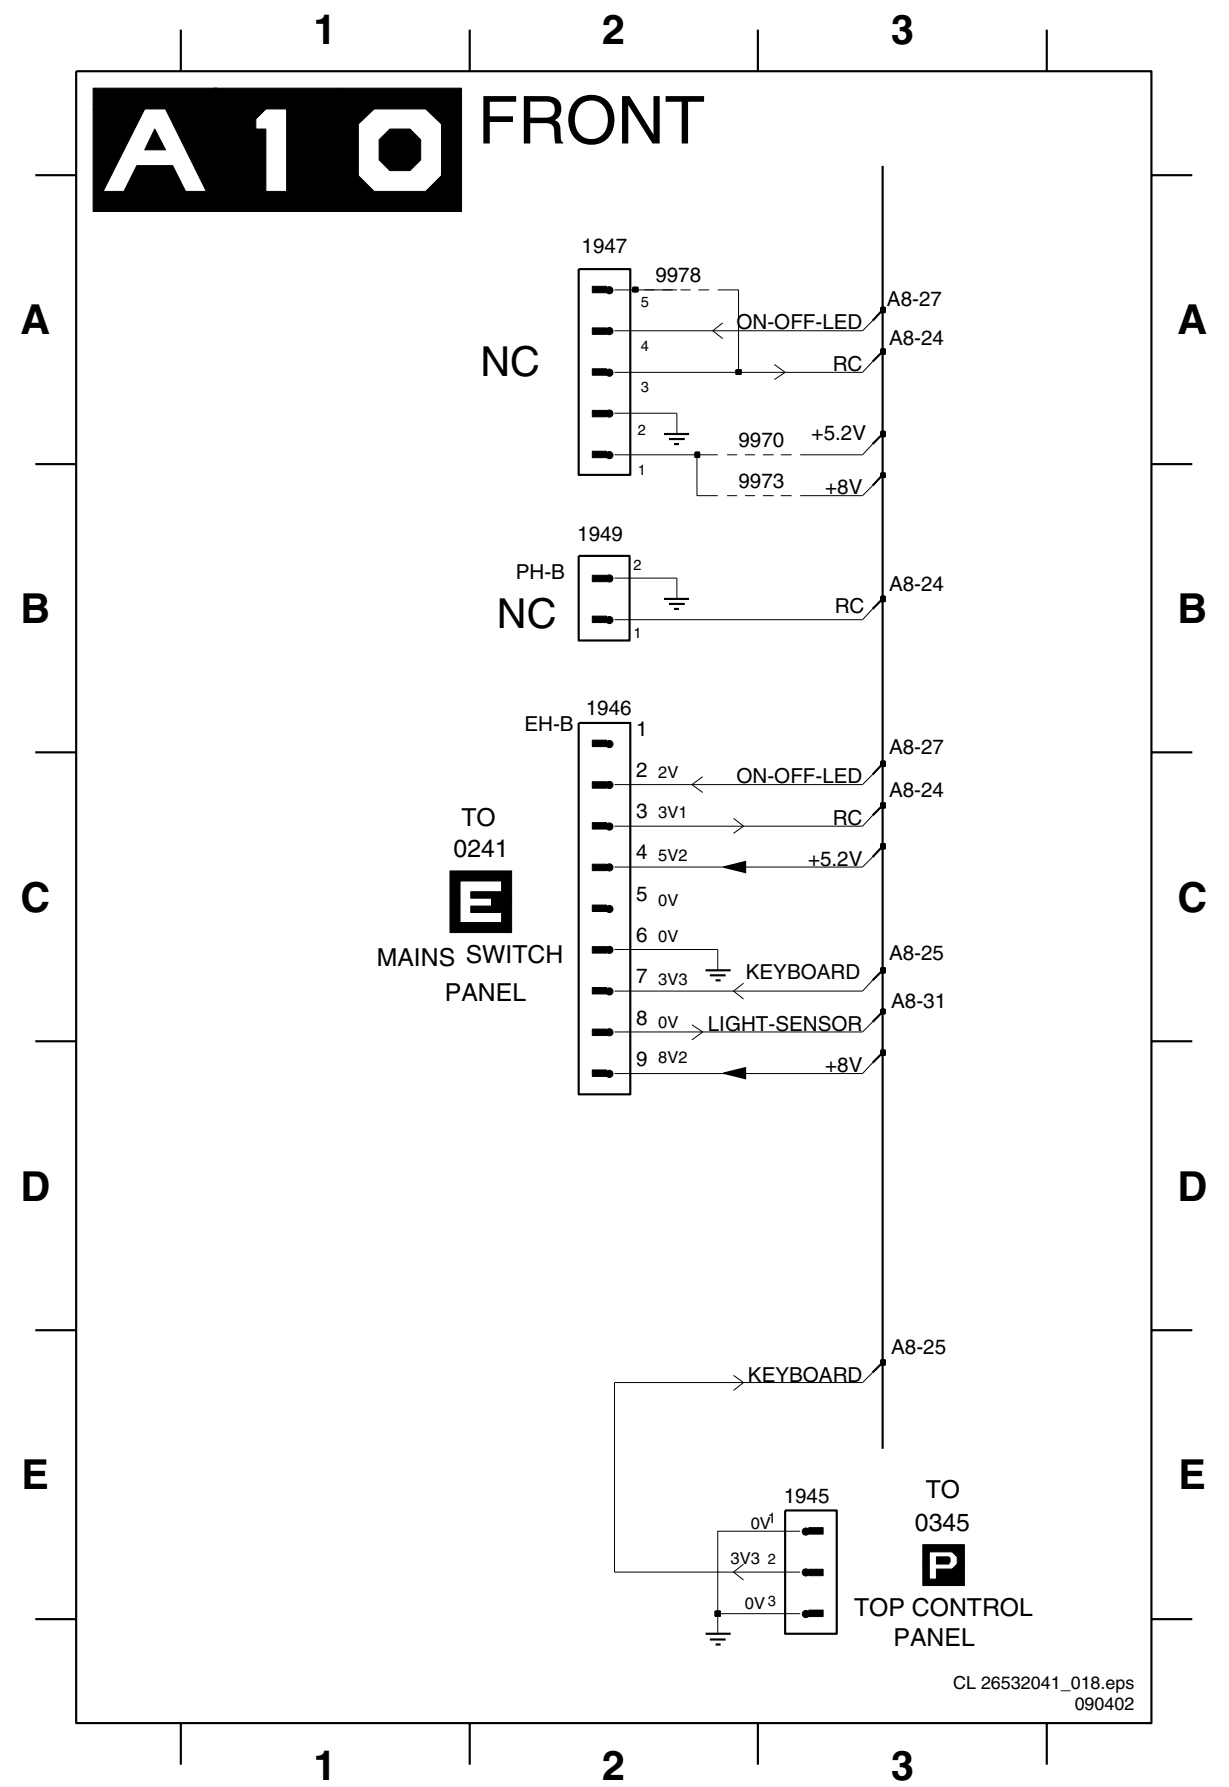 1 2 3
A10 FRONT
A A
1947
9978
5
ON-OFF-LED A8-27
4
NC
RC A8-24
3
2
9970 +5.2V
1
9973 +8V
1949
PH-B 2
NC
B B
RC A8-24
1
1946
EH-B 1
2 2V ON-OFF-LED A8-27
3 3V1 RC A8-24
TO
0241
4 5V2 +5.2V
C C
E
5 0V
6 0V
MAINS SWITCH
PANEL
7 3V3 KEYBOARD A8-25
8 0V LIGHT-SENSOR A8-31
9 8V2 +8V
D D
KEYBOARD A8-25
E E
1945
0V 1
3V3 2
0V 3
TO
0345
P
TOP CONTROL
PANEL
CL 26532041_018.eps
090402
1 2 3